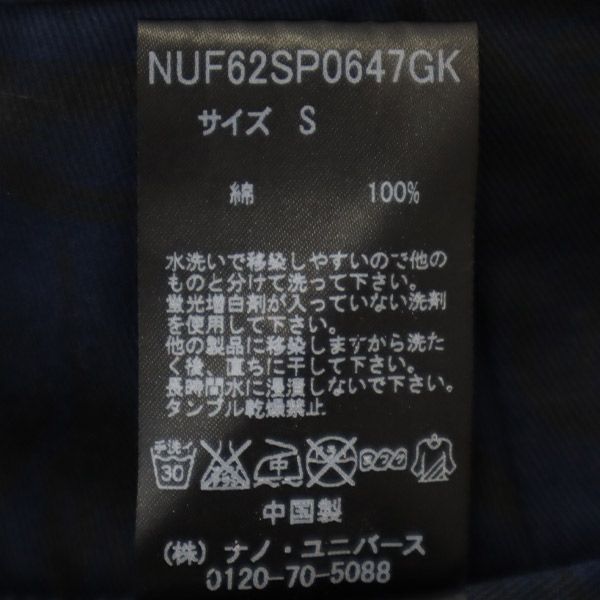 NUF62SP0647GK
サイズ S
綿 100%
水洗いで移染しやすいので他の
ものと分けて洗って下さい。
蛍光増白剤が入っていない洗剤
を使用して下さい。
他の製品に移染しますから洗た
く後、直ちに干して下さい。
長時間水に浸漬しないで下さい。
タンブル乾燥禁止
手洗イ
30
中
中国製
(株) ナノ・ユニバース
0120-70-5088